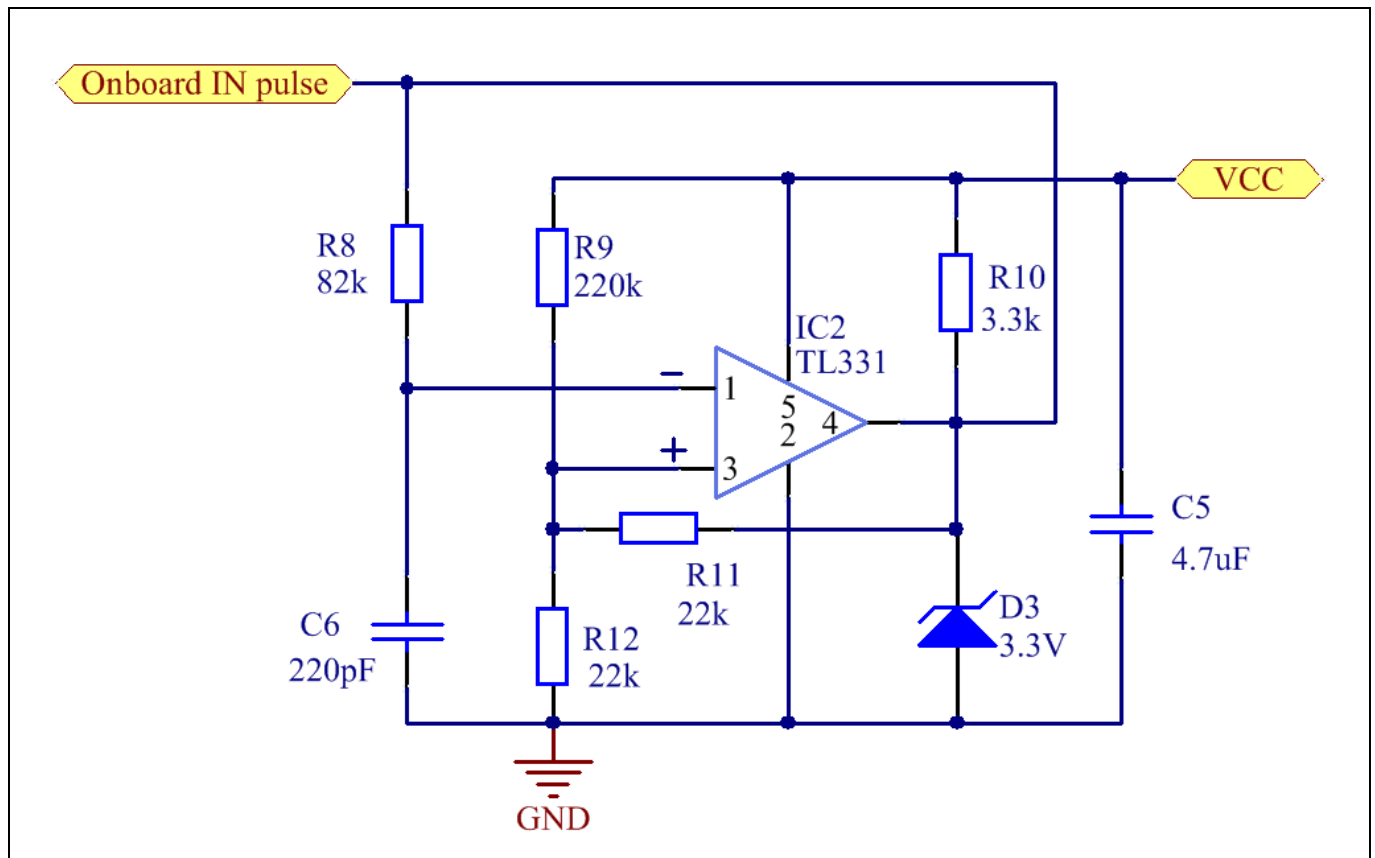 Onboard IN pulse
VCC
R8
82k
R9
220k
R10
3.3k
IC2
TL331
−
1
5
2
4
+
3
C5
4.7uF
R11
22k
D3
3.3V
C6
220pF
R12
22k
GND